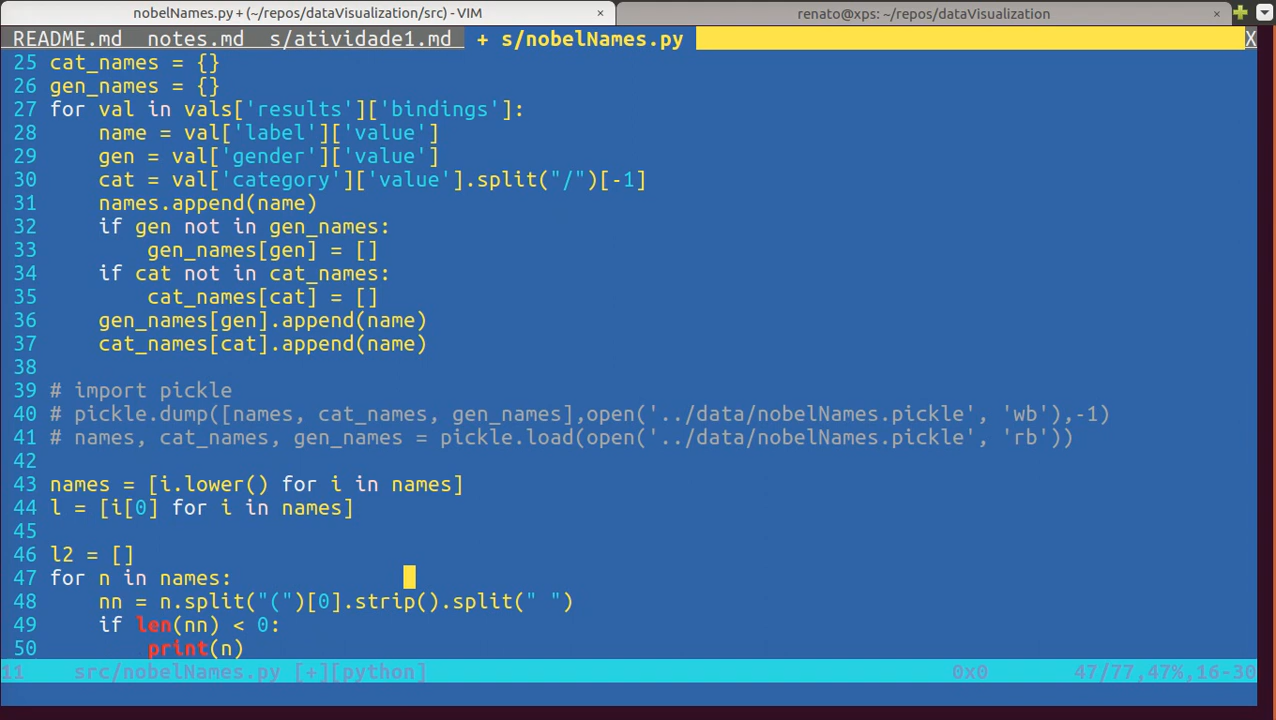 nobelNames.py + (~/repos/dataVisualization/src) - VIM × renato@xps: ~/repos/dataVisualization ×
README.md notes.md s/atividade1.md + s/nobelNames.py X
25 cat_names = {}
26 gen_names = {}
27 for val in vals['results']['bindings']:
28     name = val['label']['value']
29     gen = val['gender']['value']
30     cat = val['category']['value'].split("/")[-1]
31     names.append(name)
32     if gen not in gen_names:
33         gen_names[gen] = []
34     if cat not in cat_names:
35         cat_names[cat] = []
36     gen_names[gen].append(name)
37     cat_names[cat].append(name)
38
39 # import pickle
40 # pickle.dump([names, cat_names, gen_names],open('../data/nobelNames.pickle', 'wb'),-1)
41 # names, cat_names, gen_names = pickle.load(open('../data/nobelNames.pickle', 'rb'))
42
43 names = [i.lower() for i in names]
44 l = [i[0] for i in names]
45
46 l2 = []
47 for n in names:
48     nn = n.split("(")[0].strip().split(" ")
49     if len(nn) < 0:
50         print(n)
11 src/nobelNames.py [+][python] 0x0 47/77,47%,16-30